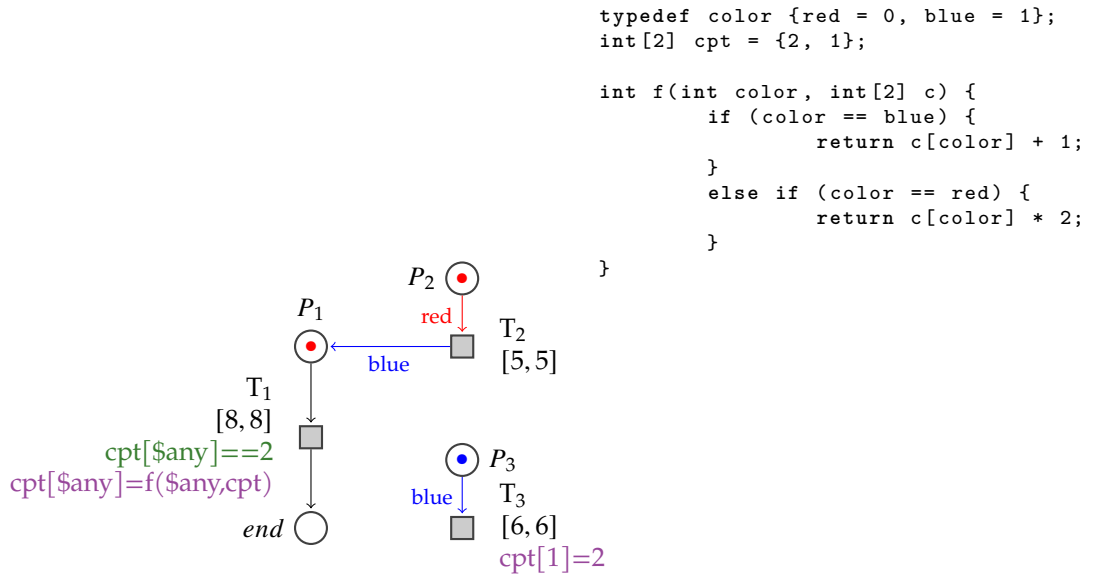 typedef color {red = 0, blue = 1};
int[2] cpt = {2, 1};
int f(int color, int[2] c) {
if (color == blue) {
return c[color] + 1;
}
else if (color == red) {
return c[color] * 2;
}
}
P2
red
P1
T2
[5, 5]
blue
T1
[8, 8]
cpt[$any]==2
cpt[$any]=f($any,cpt)
P3
blue
T3
[6, 6]
cpt[1]=2
end